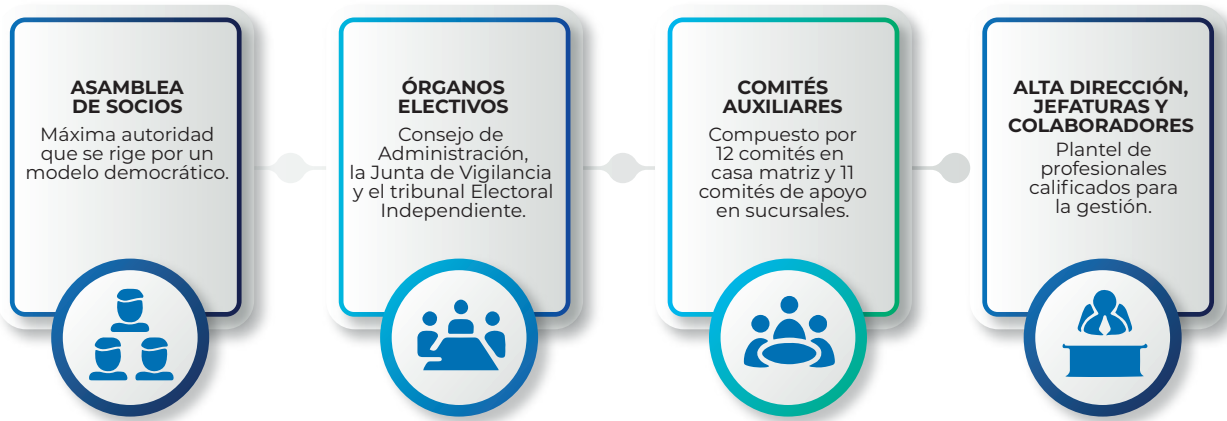 ASAMBLEA
DE SOCIOS
Máxima autoridad
que se rige por un
modelo democrático.
ÓRGANOS
ELECTIVOS
Consejo de
Administración,
la Junta de Vigilancia
y el tribunal Electoral
Independiente.
COMITÉS
AUXILIARES
Compuesto por
12 comités en
casa matriz y 11
comités de apoyo
en sucursales.
ALTA DIRECCIÓN,
JEFATURAS Y
COLABORADORES
Plantel de
profesionales
calificados para
la gestión.